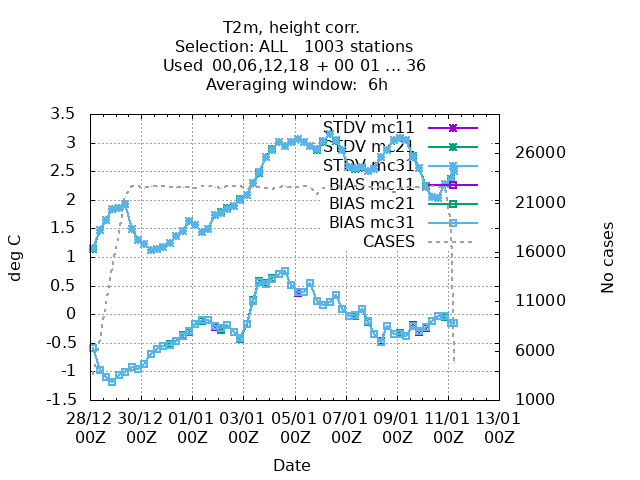 T2m, height corr.
Selection: ALL   1003 stations
Used  00,06,12,18 + 00 01 ... 36
Averaging window:  6h
3.5
3
2.5
2
1.5
1
0.5
0
-0.5
-1
-1.5
deg C
STDV mc11
STDV mc21
STDV mc31
BIAS mc11
BIAS mc21
BIAS mc31
CASES
26000
21000
16000
11000
6000
1000
No cases
28/12 30/12 01/01 03/01 05/01 07/01 09/01 11/01 13/01
00Z 00Z 00Z 00Z 00Z 00Z 00Z 00Z 00Z
Date